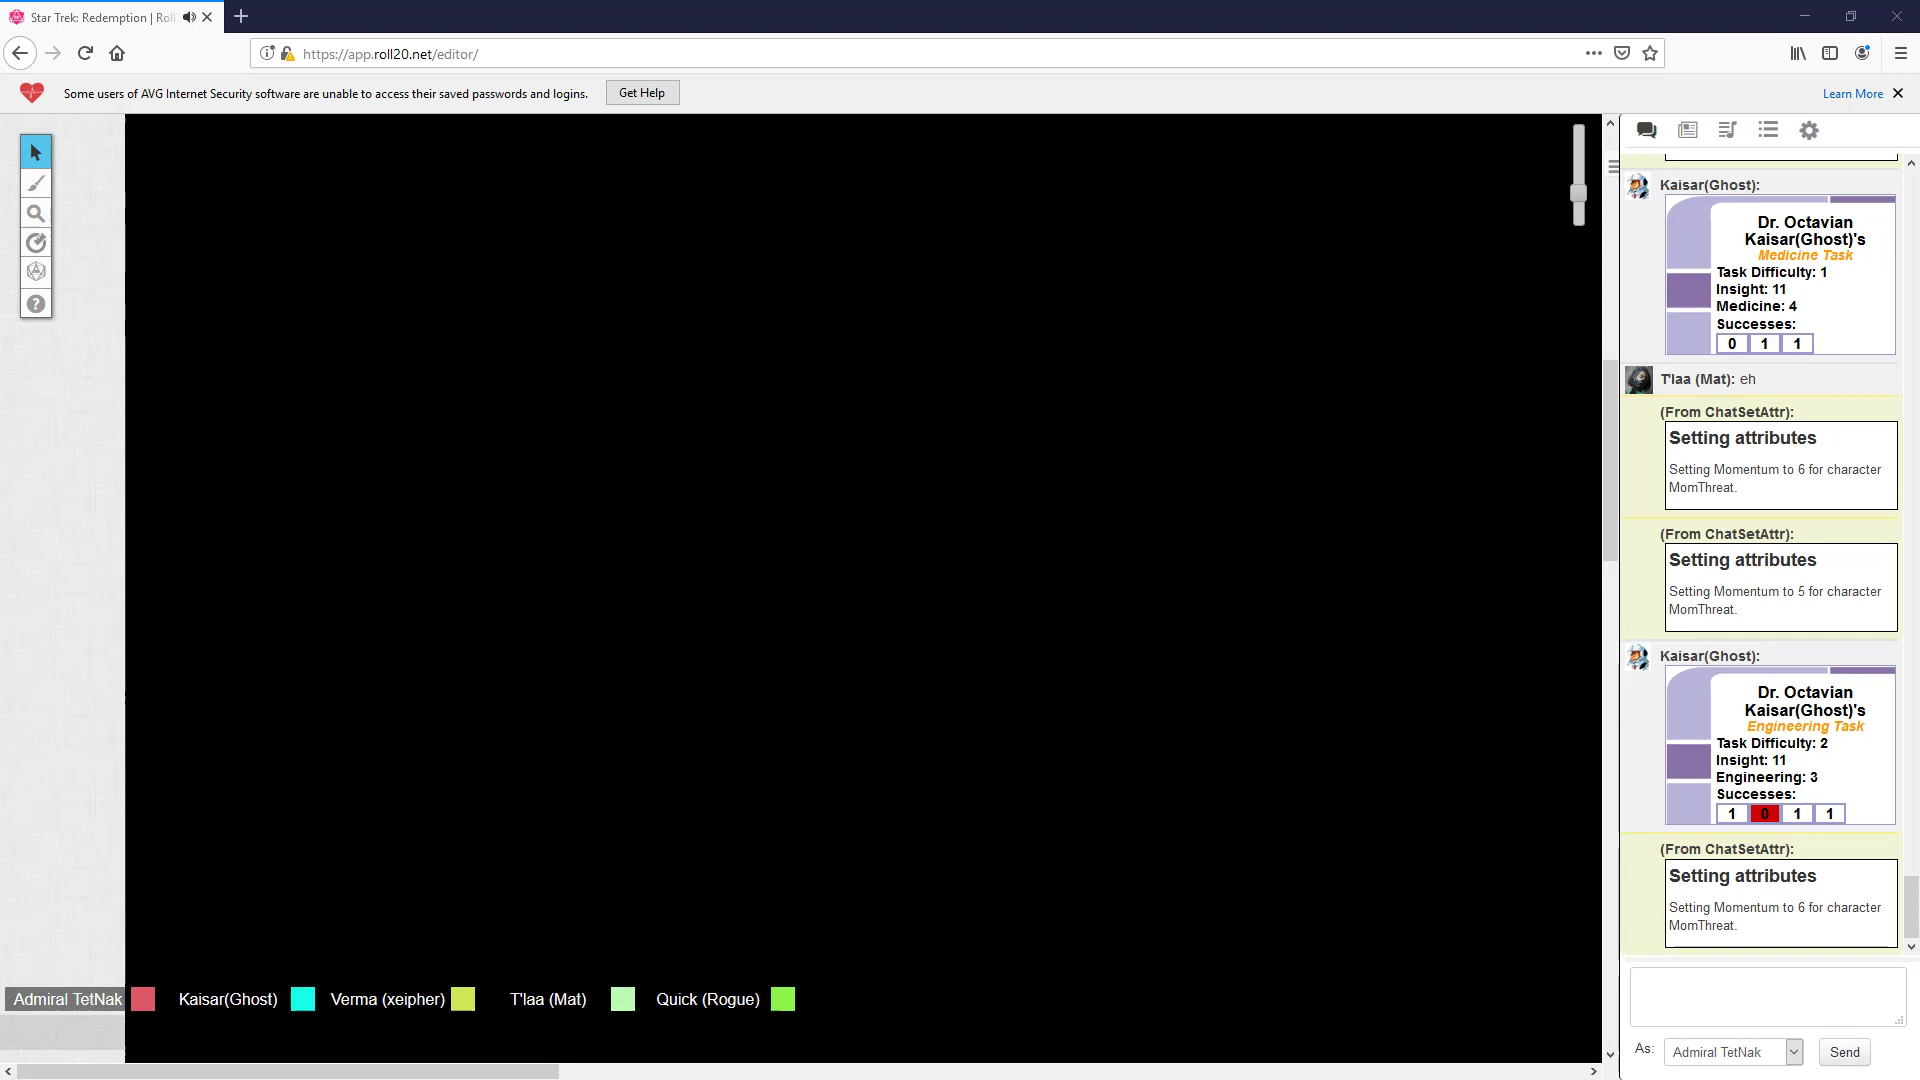 Star Trek: Redemption | Roll
https://app.roll20.net/editor/
Some users of AVG Internet Security software are unable to access their saved passwords and logins.
Get Help
Learn More
Kaisar(Ghost):
Dr. Octavian
Kaisar(Ghost)'s
Medicine Task
Task Difficulty: 1
Insight: 11
Medicine: 4
Successes:
0 1 1
T'laa (Mat): eh
(From ChatSetAttr):
Setting attributes
Setting Momentum to 6 for character
MomThreat.
(From ChatSetAttr):
Setting attributes
Setting Momentum to 5 for character
MomThreat.
Kaisar(Ghost):
Dr. Octavian
Kaisar(Ghost)'s
Engineering Task
Task Difficulty: 2
Insight: 11
Engineering: 3
Successes:
1 0 1 1
(From ChatSetAttr):
Setting attributes
Setting Momentum to 6 for character
MomThreat.
Admiral TetNak Kaisar(Ghost) Verma (xeipher) T'laa (Mat) Quick (Rogue)
As: Admiral TetNak Send